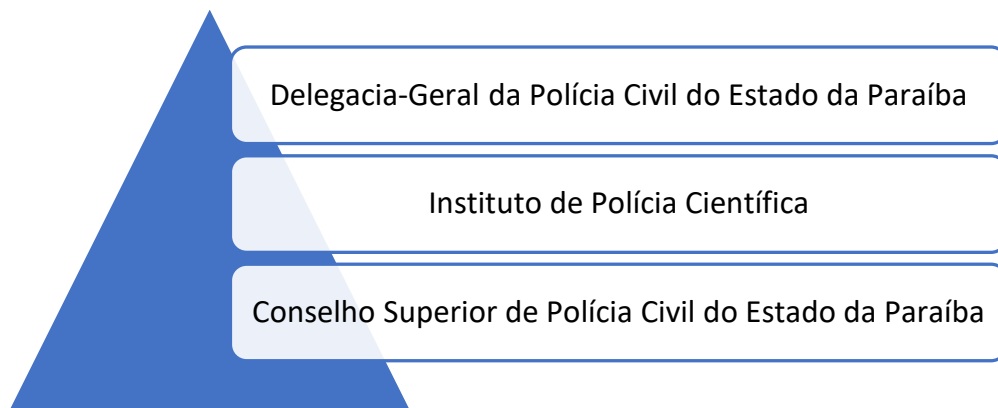 Delegacia-Geral da Polícia Civil do Estado da Paraíba
Instituto de Polícia Científica
Conselho Superior de Polícia Civil do Estado da Paraíba